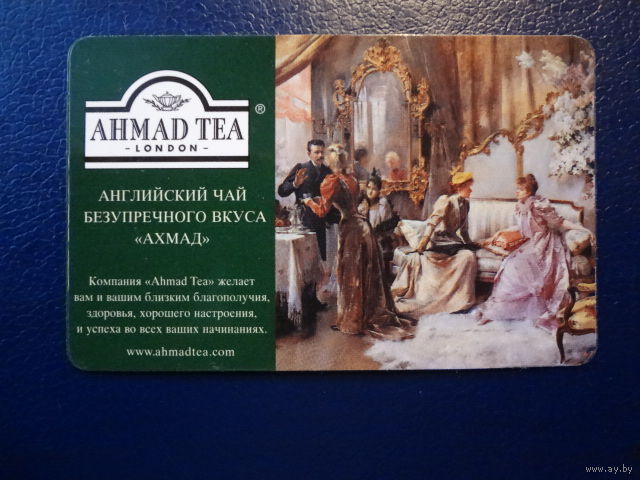 AHMAD TEA ®
- LONDON -
АНГЛИЙСКИЙ ЧАЙ
БЕЗУПРЕЧНОГО ВКУСА
«АХМАД»
Компания «Ahmad Tea» желает
вам и вашим близким благополучия,
здоровья, хорошего настроения,
и успеха во всех ваших начинаниях.
www.ahmadtea.com
www.ay.by